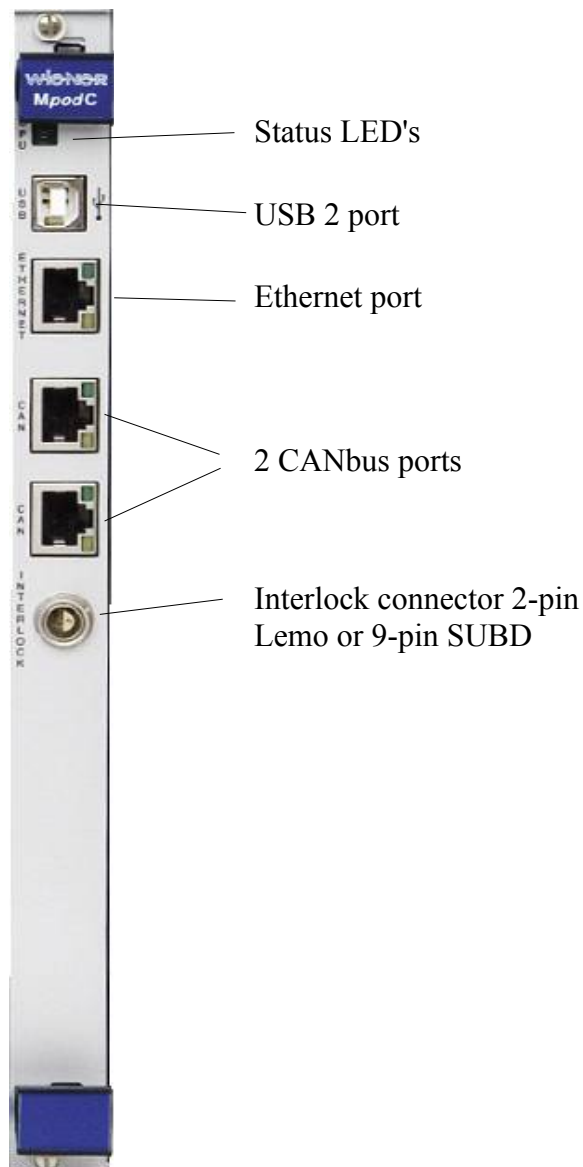 WIENER
MpodC
CPU
Status LED's
USB
USB 2 port
ETHERNET
Ethernet port
CAN
2 CANbus ports
CAN
INTERLOCK
Interlock connector 2-pin
Lemo or 9-pin SUBD